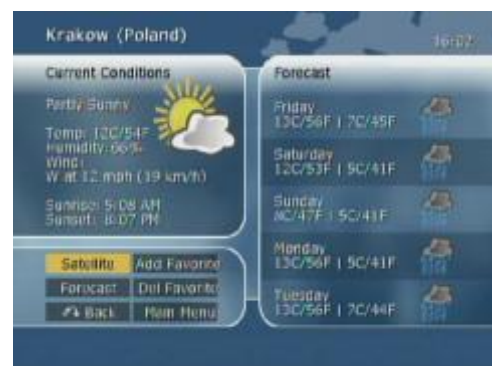 Krakow (Poland)
16:02
Current Conditions
Partly Sunny
Temp: 12C/54F
Humidity: 66%
Wind:
W at 12 mph (19 km/h)
Sunrise: 5:08 AM
Sunset: 8:07 PM
Satellite
Add Favorite
Forecast
Del Favorite
Back
Main Menu
Forecast
Friday
13C/56F | 7C/45F
Saturday
12C/53F | 5C/41F
Sunday
8C/47F | 5C/41F
Monday
13C/56F | 5C/41F
Tuesday
13C/56F | 7C/44F